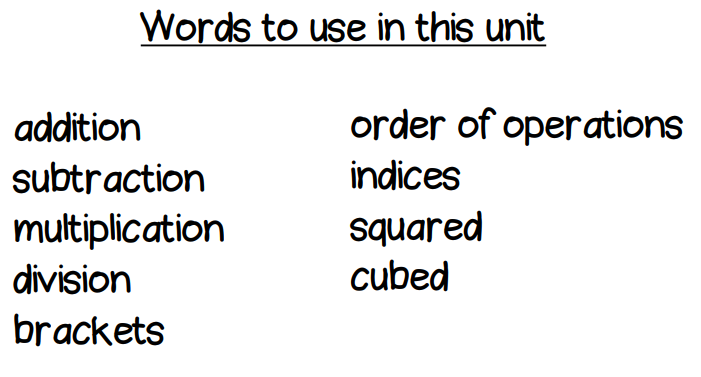 Words to use in this unit
addition
subtraction
multiplication
division
brackets
order of operations
indices
squared
cubed